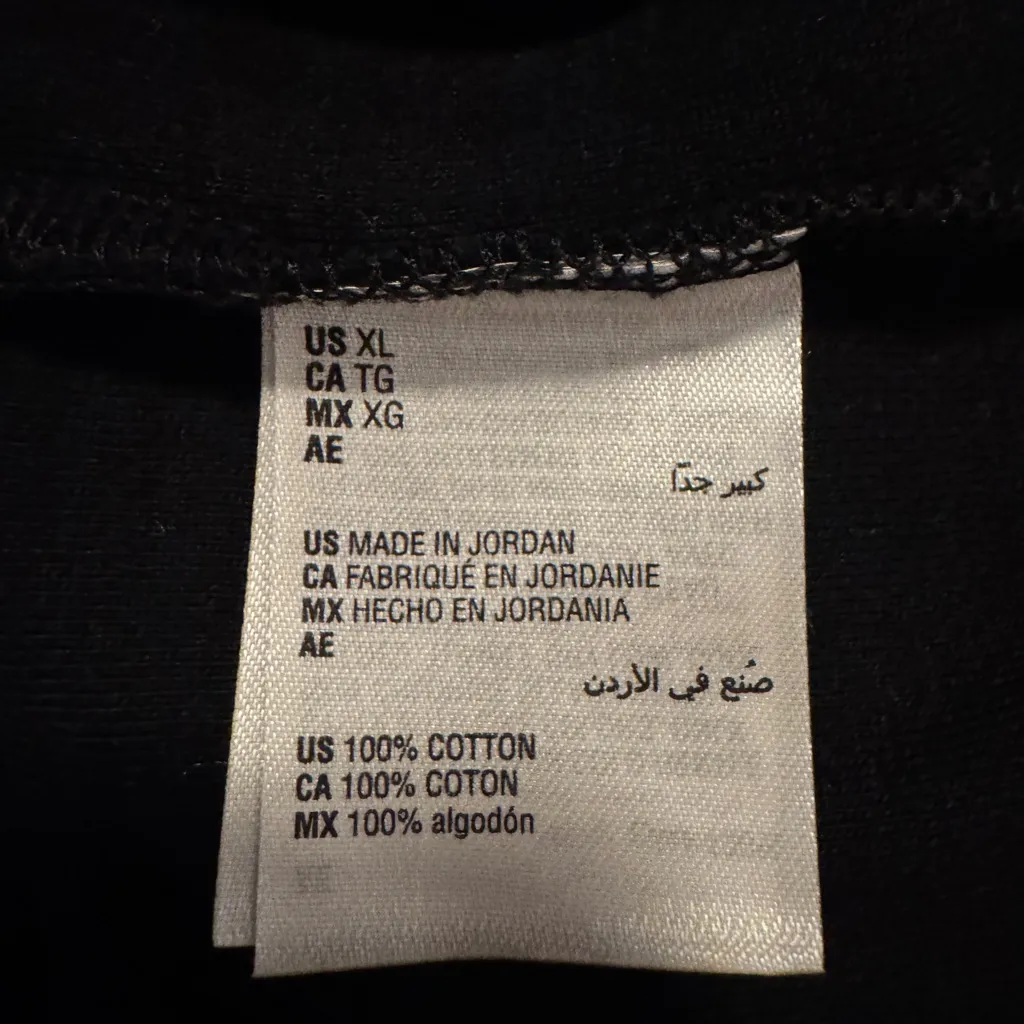 US XL
CA TG
MX XG
AE
كبير جدًا
US MADE IN JORDAN
CA FABRIQUÉ EN JORDANIE
MX HECHO EN JORDANIA
AE
صُنع في الأردن
US 100% COTTON
CA 100% COTON
MX 100% algodón